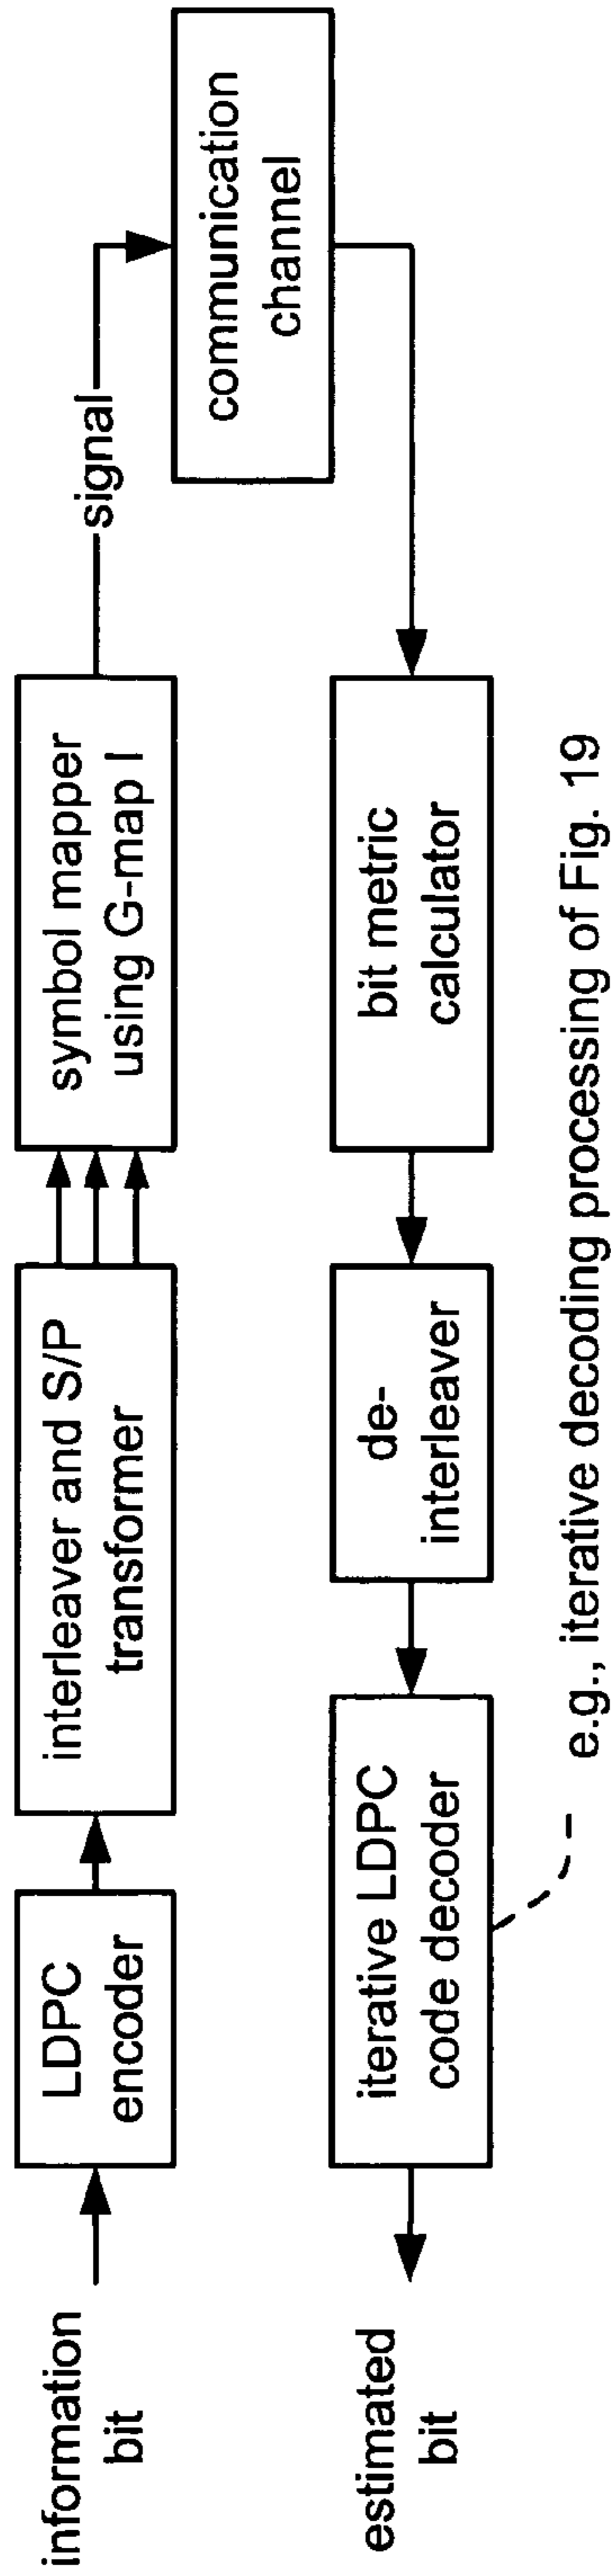 information
bit
LDPC
encoder
interleaver and S/P
transformer
symbol mapper
using G-map I
signal
communication
channel
bit metric
calculator
de-
interleaver
iterative LDPC
code decoder
estimated
bit
e.g., iterative decoding processing of Fig. 19